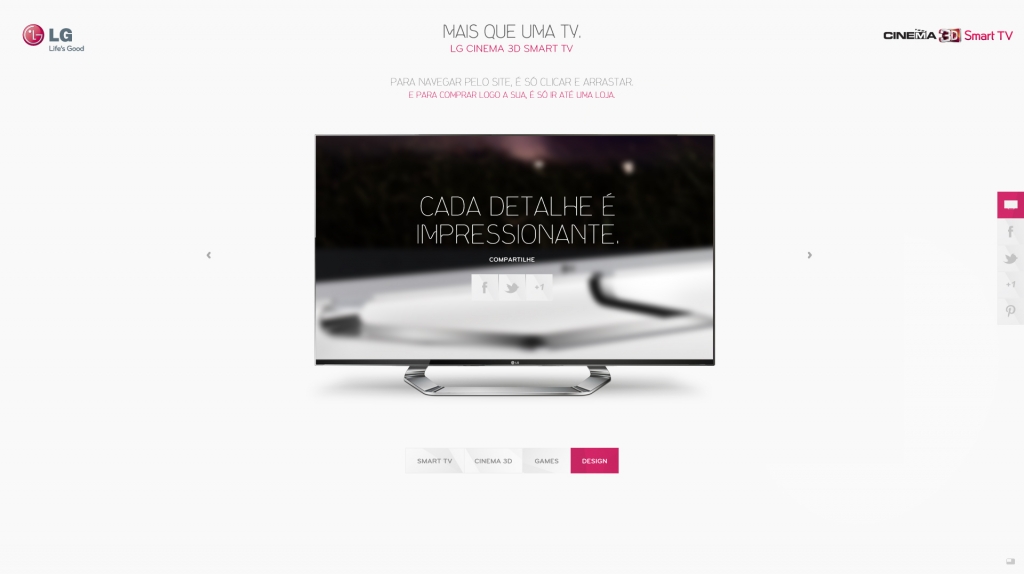 LG
Life's Good
MAIS QUE UMA TV.
LG CINEMA 3D SMART TV
CINEMA 3D Smart TV
PARA NAVEGAR PELO SITE, É SÓ CLICAR E ARRASTAR.
E PARA COMPRAR LOGO A SUA, É SÓ IR ATÉ UMA LOJA.
CADA DETALHE É
IMPRESSIONANTE.
COMPARTILHE
+1
LG
+1
SMART TV
CINEMA 3D
GAMES
DESIGN